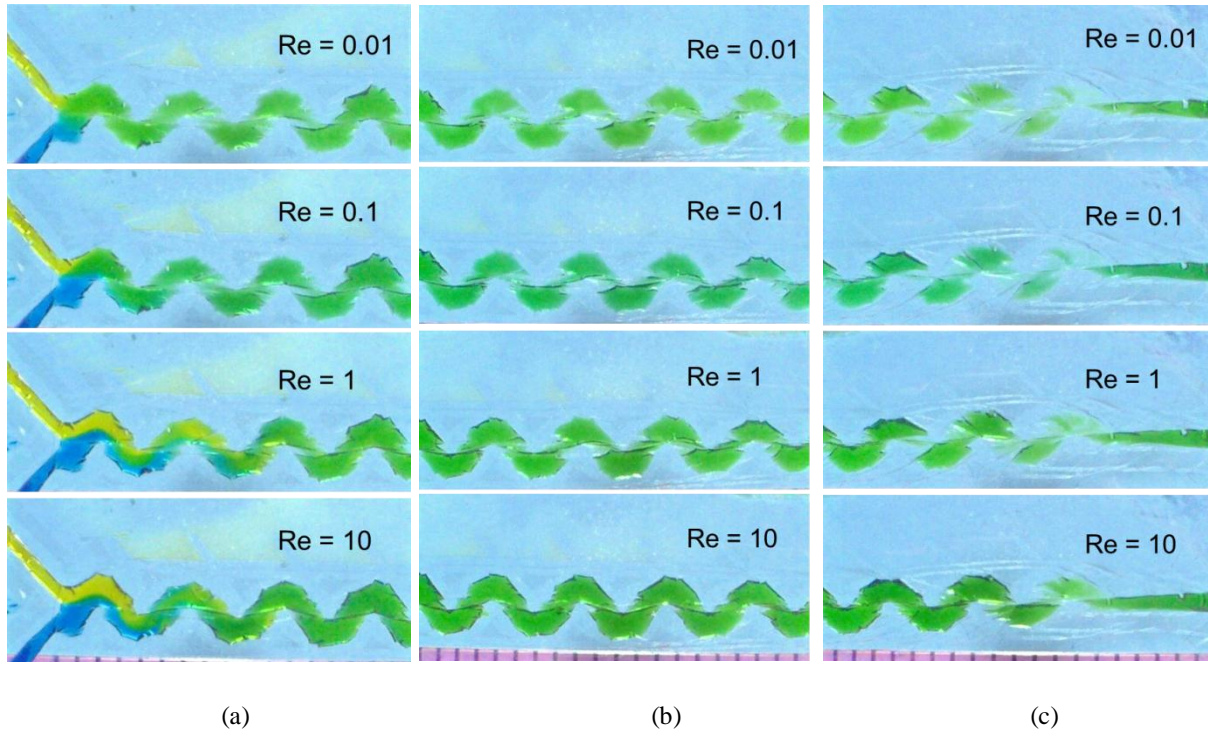 Re = 0.01
Re = 0.01
Re = 0.01
Re = 0.1
Re = 0.1
Re = 0.1
Re = 1
Re = 1
Re = 1
Re = 10
Re = 10
Re = 10
(a)
(b)
(c)